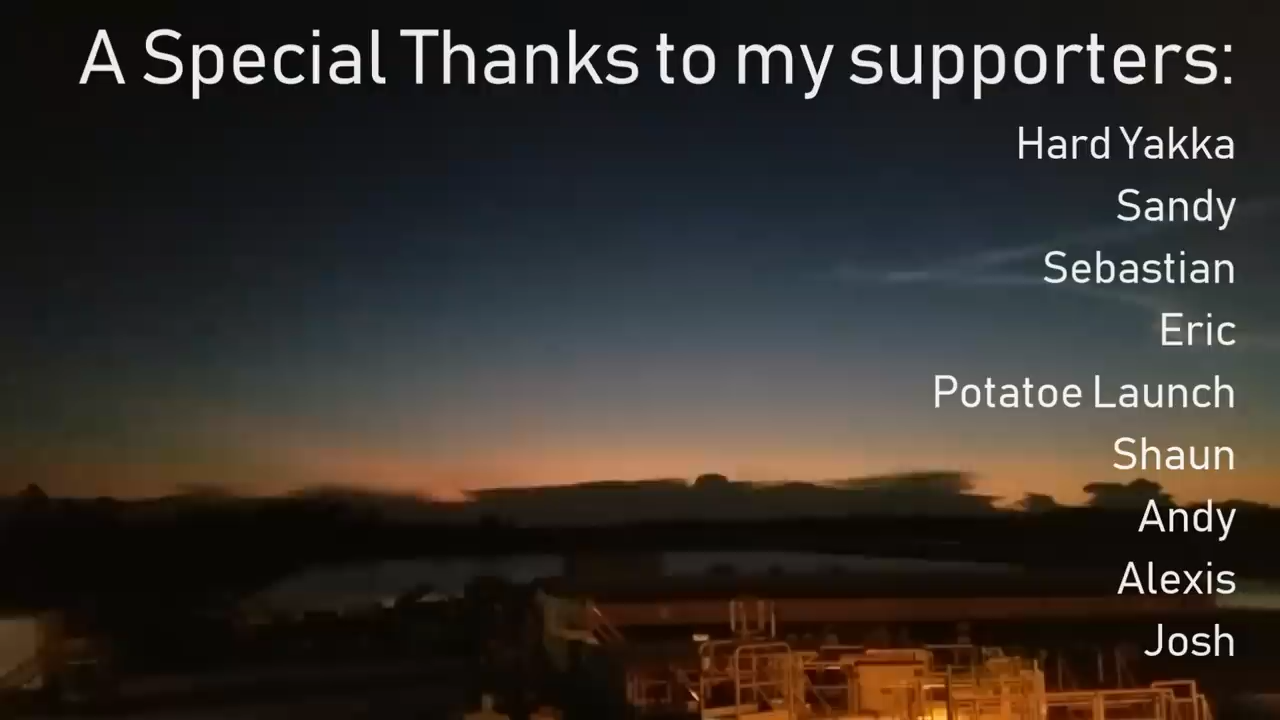 A Special Thanks to my supporters:
Hard Yakka
Sandy
Sebastian
Eric
Potatoe Launch
Shaun
Andy
Alexis
Josh